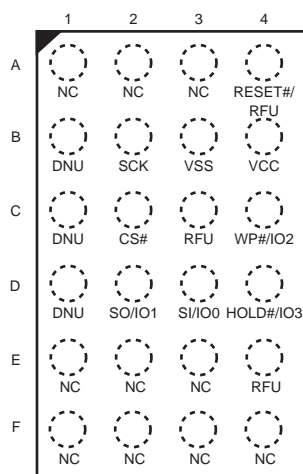 1 2 3 4
A
NC NC NC RESET#/
RFU
B
DNU SCK VSS VCC
C
DNU CS# RFU WP#/IO2
D
DNU SO/IO1 SI/IO0 HOLD#/IO3
E
NC NC NC RFU
F
NC NC NC NC